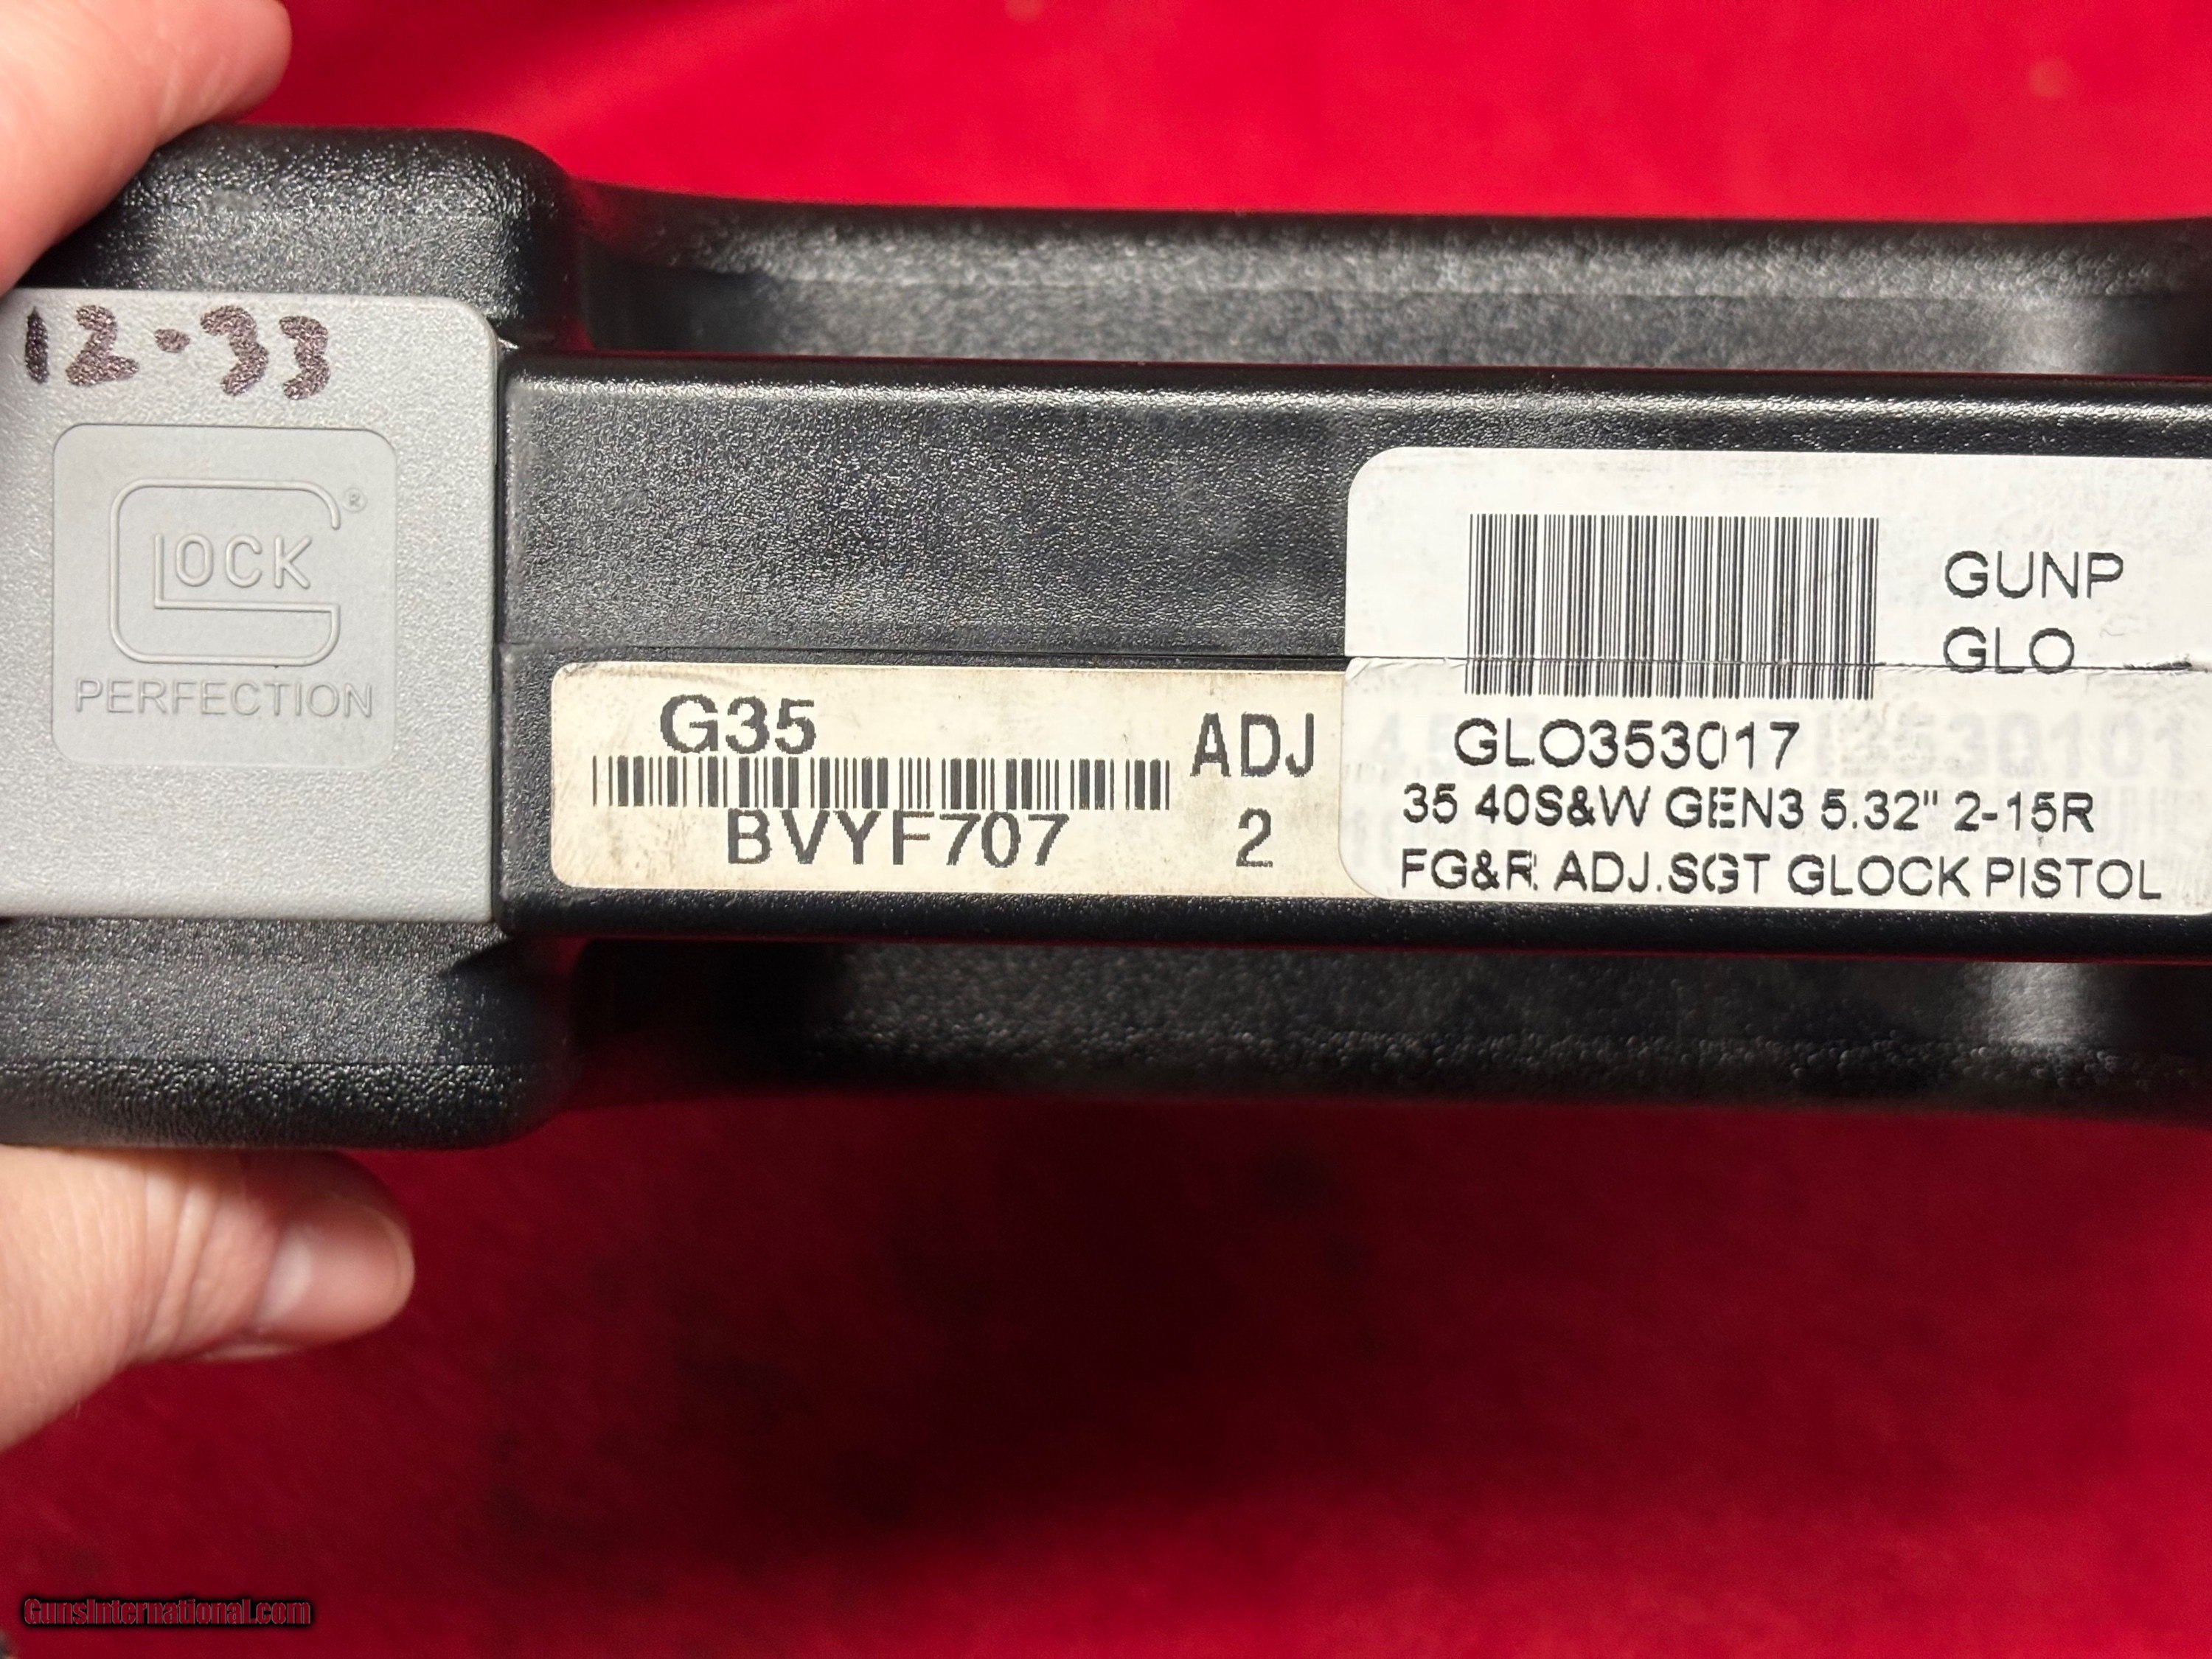 12-33
GLOCK
®
PERFECTION
G35
BVYF707
ADJ
2
GUNP
GLO
GLO353017
35 40S&W GEN3 5.32" 2-15R
FG&R ADJ.SGT GLOCK PISTOL
GunsInternational.com